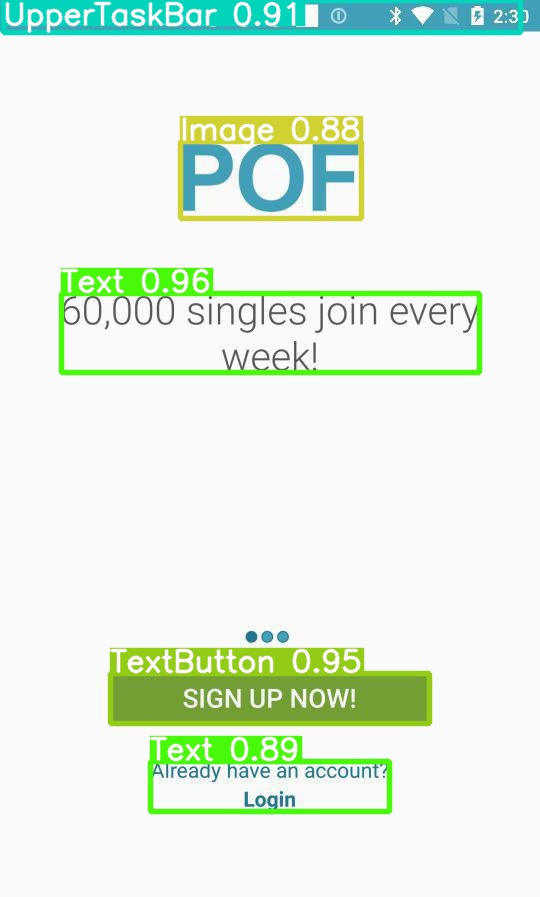 UpperTaskBar 0.91
2:30
Image 0.88
POF
Text 0.96
60,000 singles join every
week!
TextButton 0.95
SIGN UP NOW!
Text 0.89
Already have an account?
Login